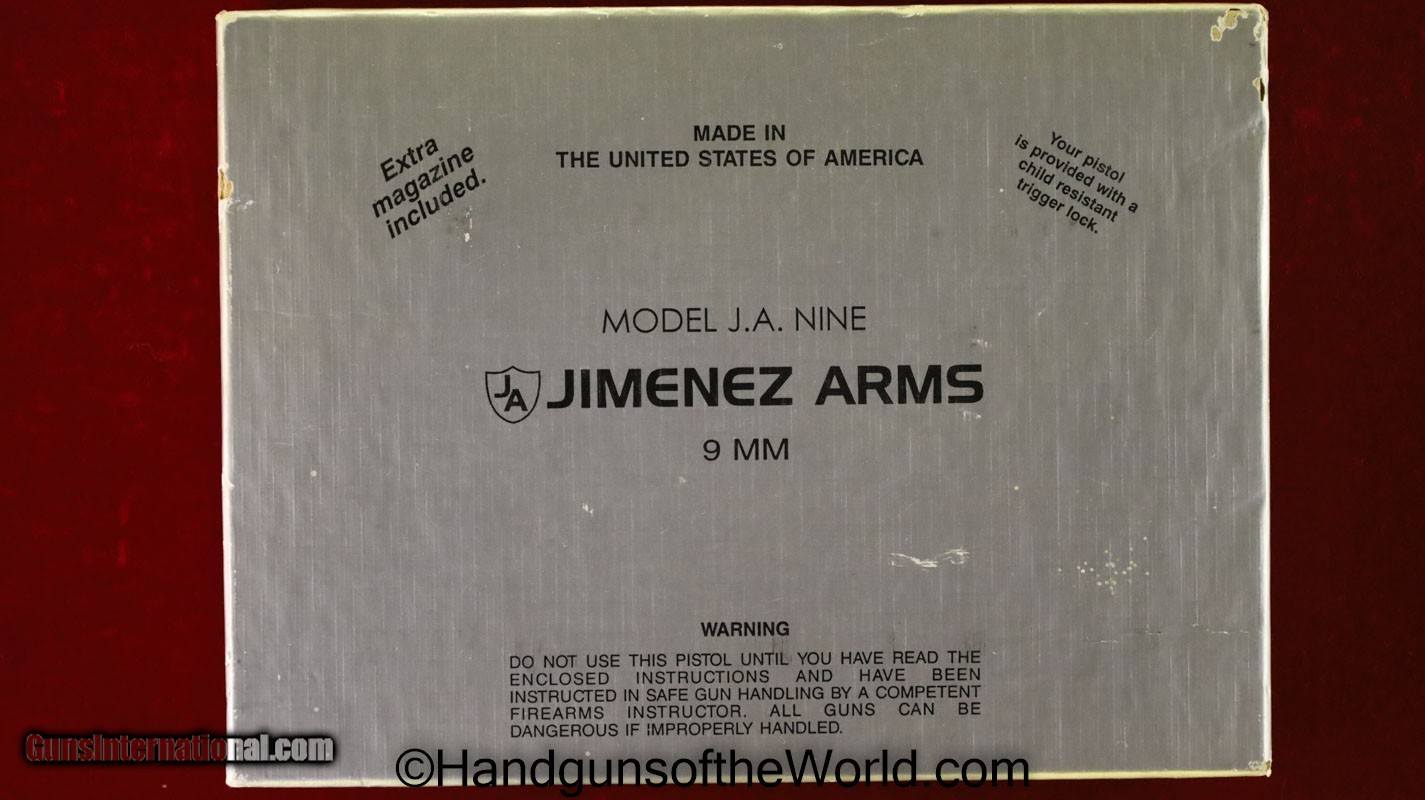 Extra
magazine
included.
MADE IN
THE UNITED STATES OF AMERICA
Your pistol
is provided with a
child resistant
trigger lock.
MODEL J.A. NINE
JA JIMENEZ ARMS
9 MM
WARNING
DO NOT USE THIS PISTOL UNTIL YOU HAVE READ THE
ENCLOSED INSTRUCTIONS AND HAVE BEEN
INSTRUCTED IN SAFE GUN HANDLING BY A COMPETENT
FIREARMS INSTRUCTOR. ALL GUNS CAN BE
DANGEROUS IF IMPROPERLY HANDLED.
GunsInternational.com
©HandgunsoftheWorld.com